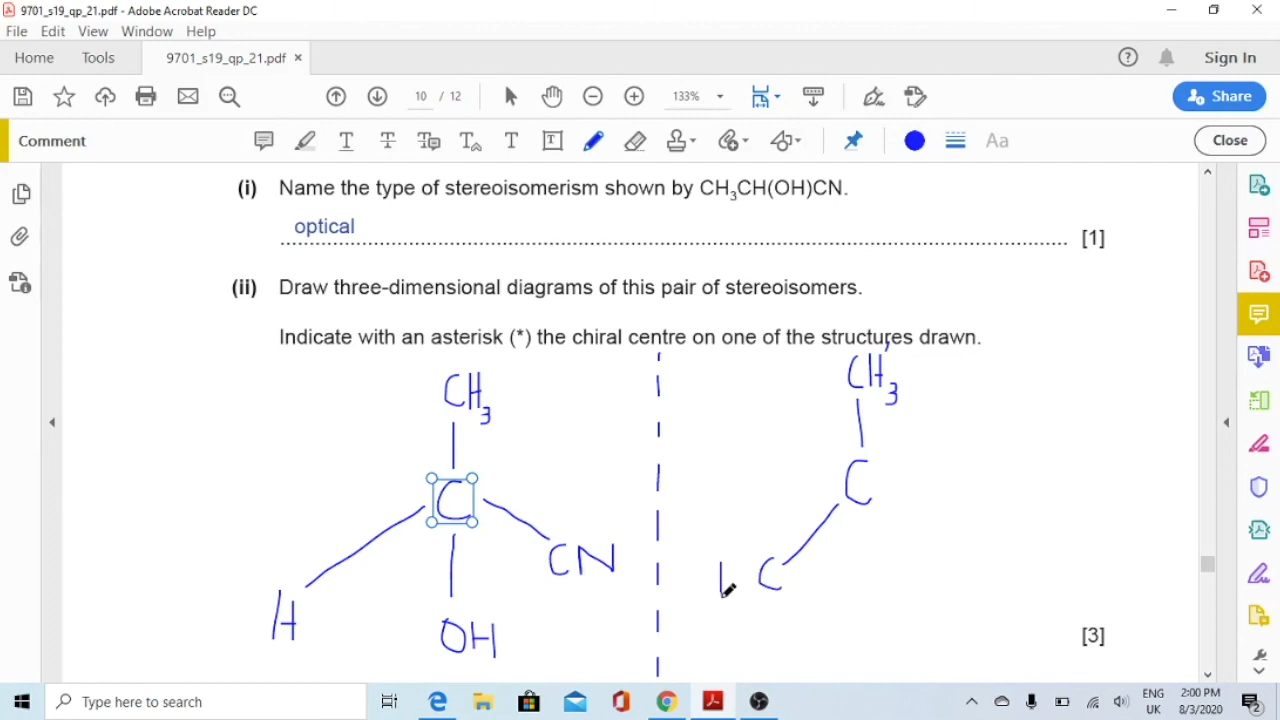 9701_s19_qp_21.pdf - Adobe Acrobat Reader DC
File Edit View Window Help
Home Tools 9701_s19_qp_21.pdf × Sign In
10 / 12 133% Share
Comment Aa Close
(i) Name the type of stereoisomerism shown by CH₃CH(OH)CN.
optical
[1]
(ii) Draw three-dimensional diagrams of this pair of stereoisomers.
Indicate with an asterisk (*) the chiral centre on one of the structures drawn.
CH₃ CH₃
C C
CN C
H OH
[3]
Type here to search
ENG 2:00 PM
UK 8/3/2020 2